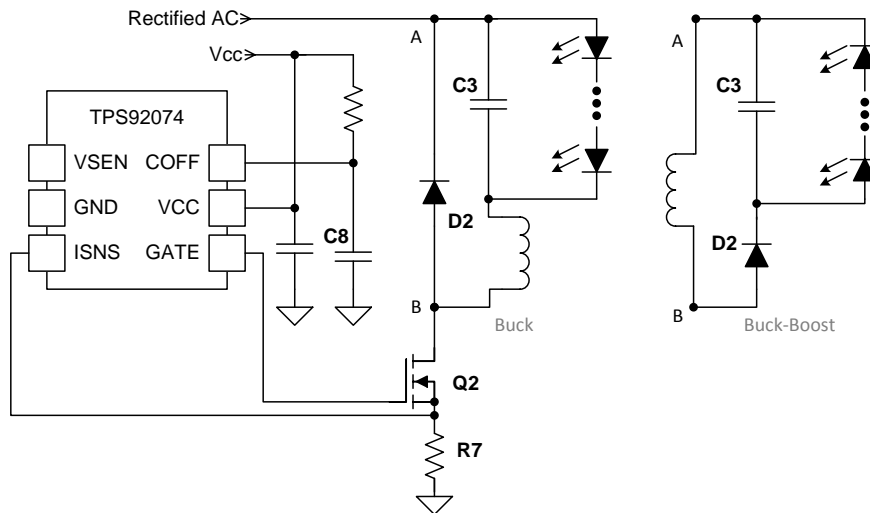 Rectified AC
Vcc
A
A
C3
C3
TPS92074
VSEN COFF
GND VCC
ISNS GATE
C8
D2
D2
B
B
Buck
Buck-Boost
Q2
R7